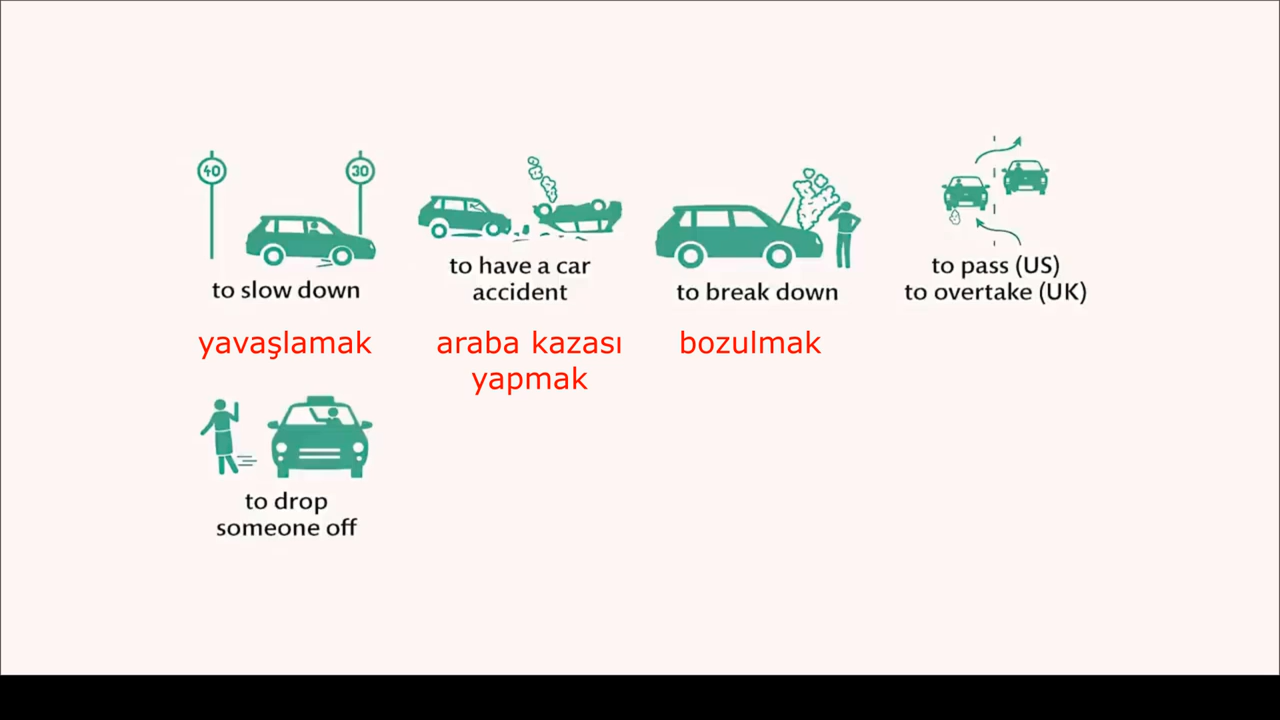 40
30
to slow down
to have a car
accident
to break down
to pass (US)
to overtake (UK)
yavaşlamak
araba kazası
yapmak
bozulmak
to drop
someone off